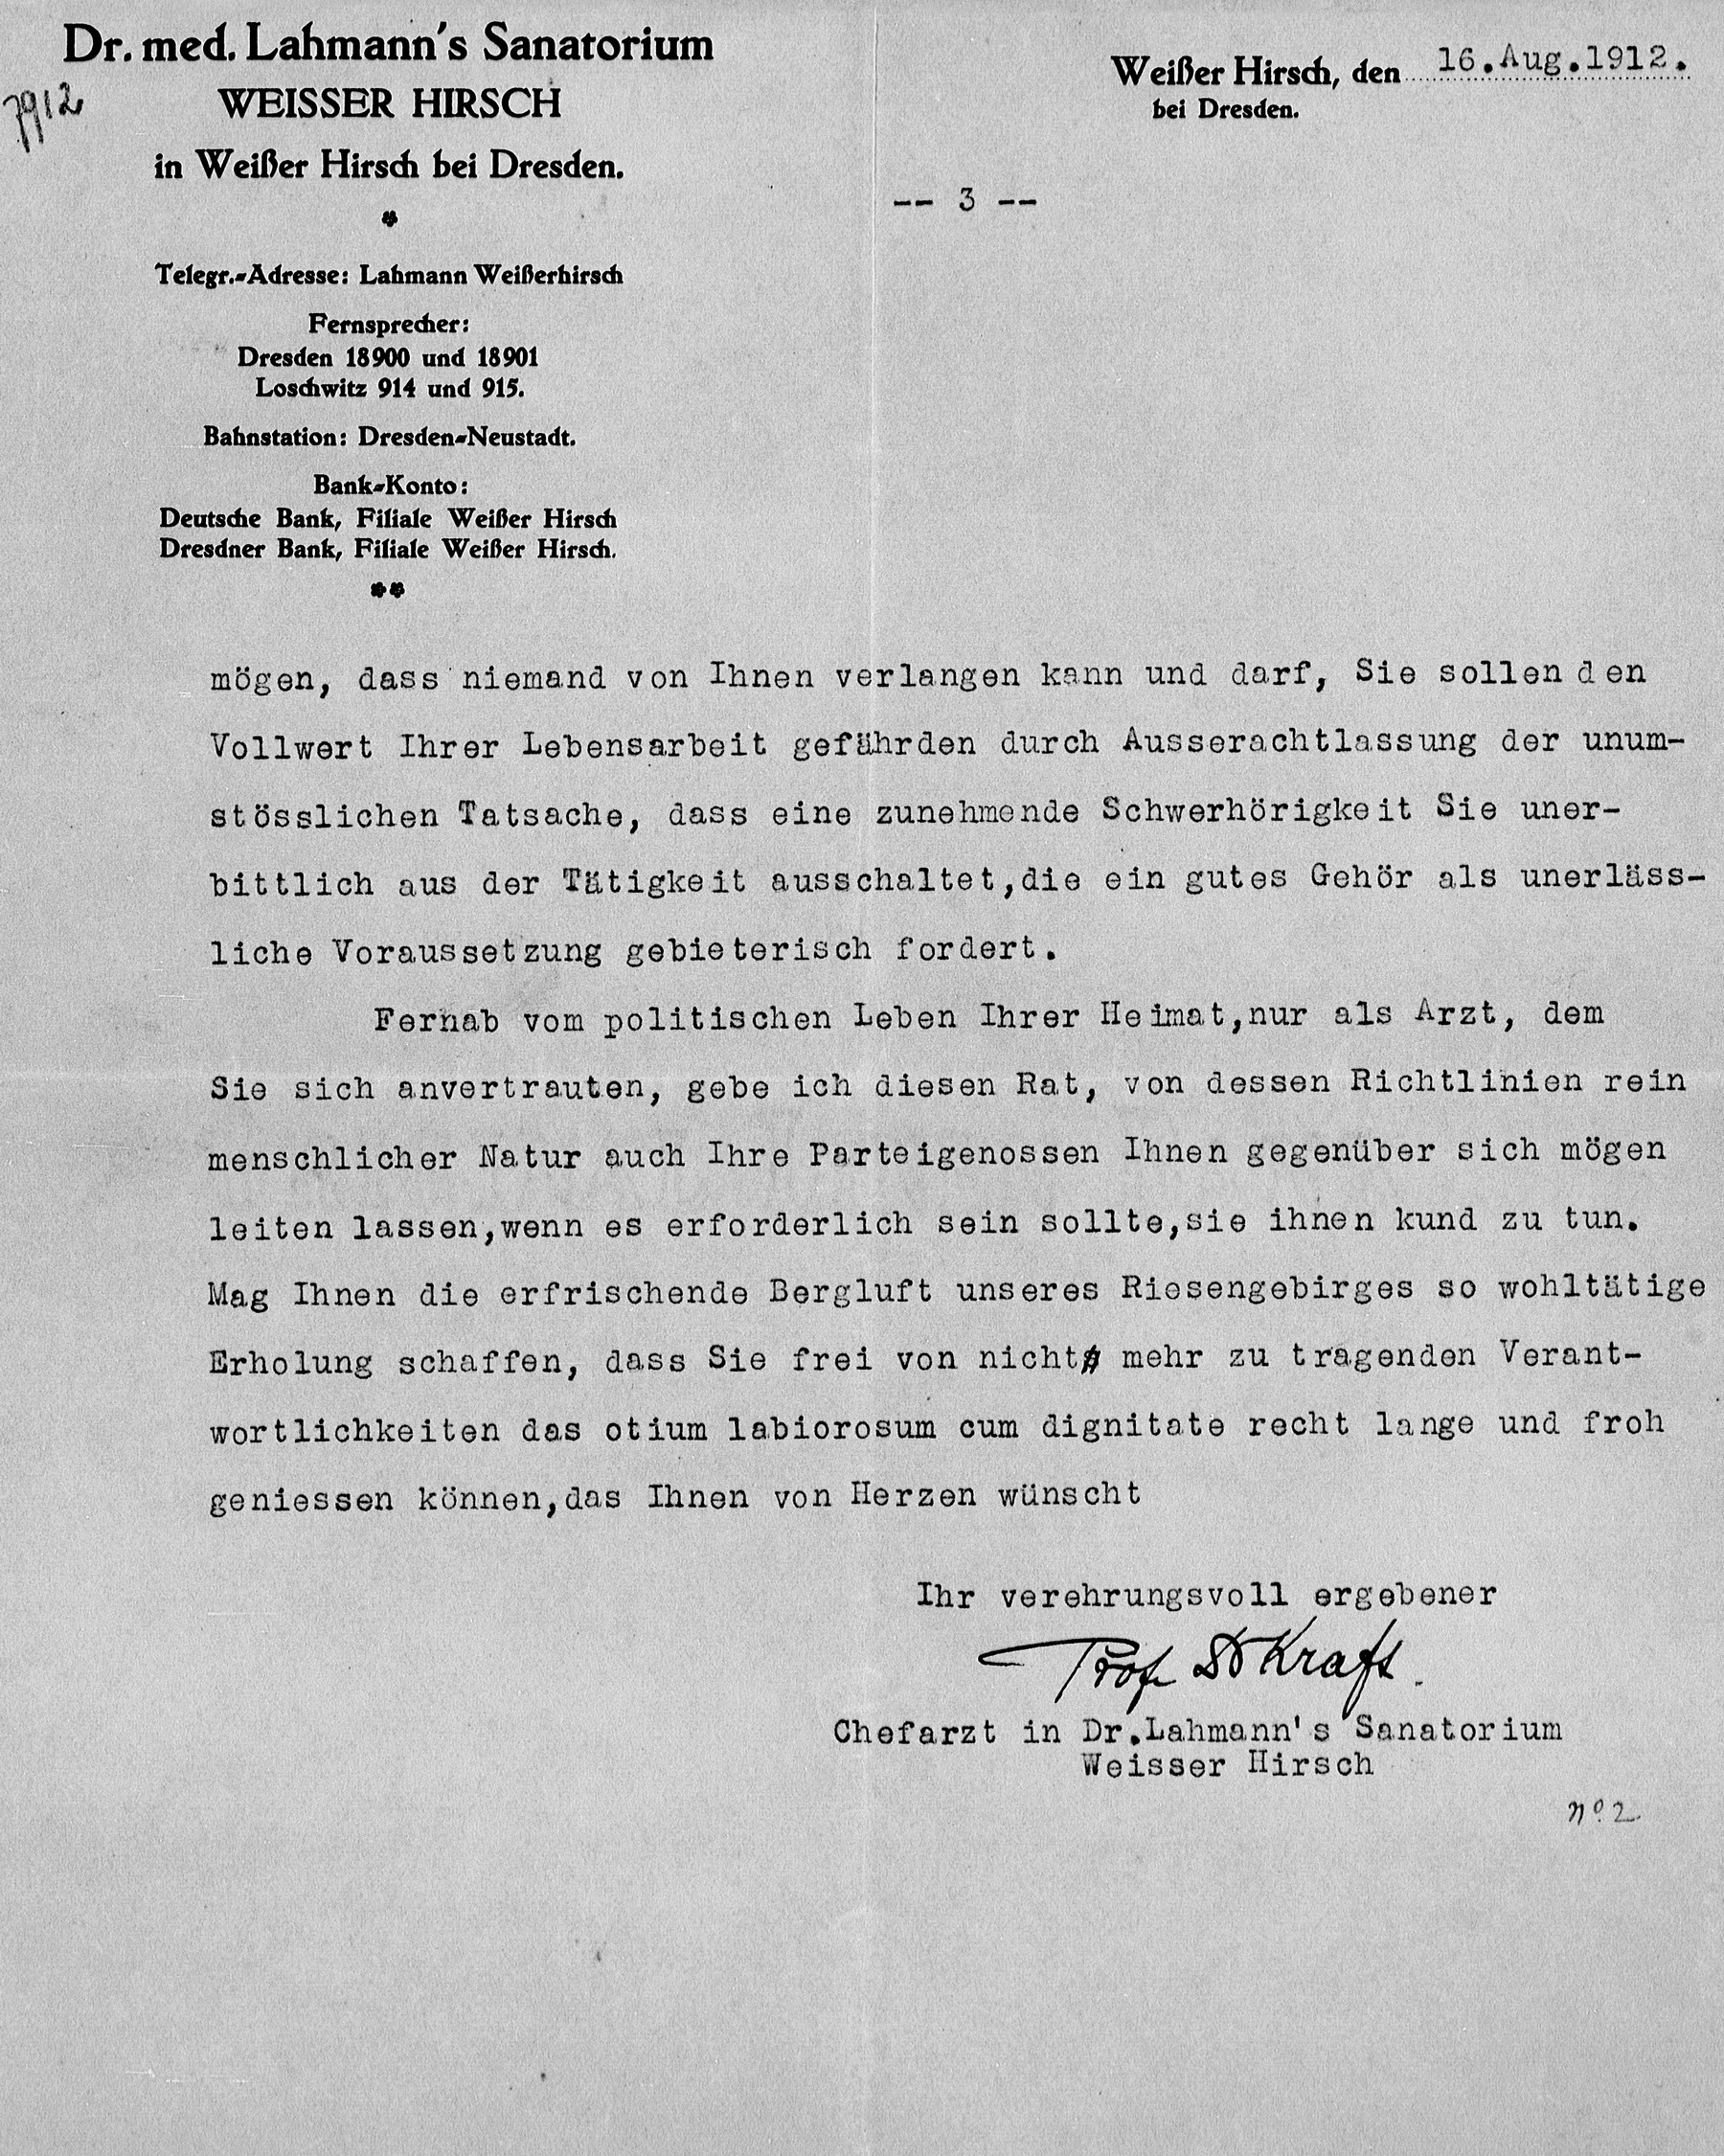 Dr. med. Lahmann's Sanatorium
WEISSER HIRSCH
in Weißer Hirsch bei Dresden.
1912
Weißer Hirsch, den 16.Aug.1912.
bei Dresden.
-- 3 --
Telegr.-Adresse: Lahmann Weißerhirsch
Fernsprecher:
Dresden 18900 und 18901
Loschwitz 914 und 915.
Bahnstation: Dresden-Neustadt.
Bank-Konto:
Deutsche Bank, Filiale Weißer Hirsch
Dresdner Bank, Filiale Weißer Hirsch.
mögen, dass niemand von Ihnen verlangen kann und darf, Sie sollen den
Vollwert Ihrer Lebensarbeit gefährden durch Ausserachtlassung der unum-
stösslichen Tatsache, dass eine zunehmende Schwerhörigkeit Sie uner-
bittlich aus der Tätigkeit ausschaltet,die ein gutes Gehör als unerläss-
liche Voraussetzung gebieterisch fordert.
Fernab vom politischen Leben Ihrer Heimat,nur als Arzt, dem
Sie sich anvertrauten, gebe ich diesen Rat, von dessen Richtlinien rein
menschlicher Natur auch Ihre Parteigenossen Ihnen gegenüber sich mögen
leiten lassen,wenn es erforderlich sein sollte,sie ihnen kund zu tun.
Mag Ihnen die erfrischende Bergluft unseres Riesengebirges so wohltätige
Erholung schaffen, dass Sie frei von nicht mehr zu tragenden Verant-
wortlichkeiten das otium labiorosum cum dignitate recht lange und froh
geniessen können,das Ihnen von Herzen wünscht
Ihr verehrungsvoll ergebener
Prof Dr Kraft.
Chefarzt in Dr.Lahmann's Sanatorium
Weisser Hirsch
No. 2